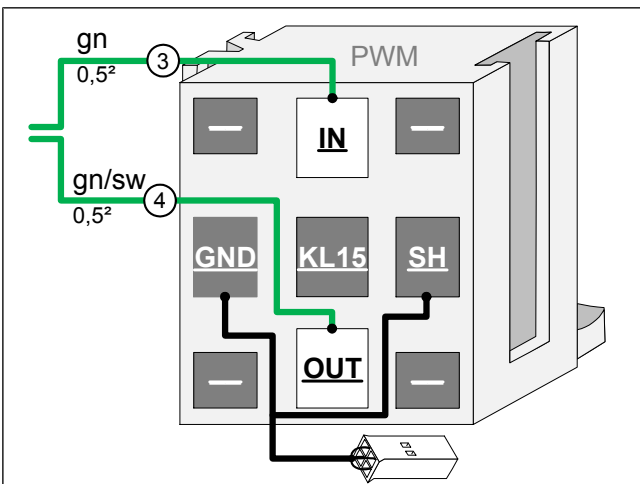 PWM
gn
3
0,5²
— IN —
gn/sw
4
0,5²
GND KL15 SH
— OUT —